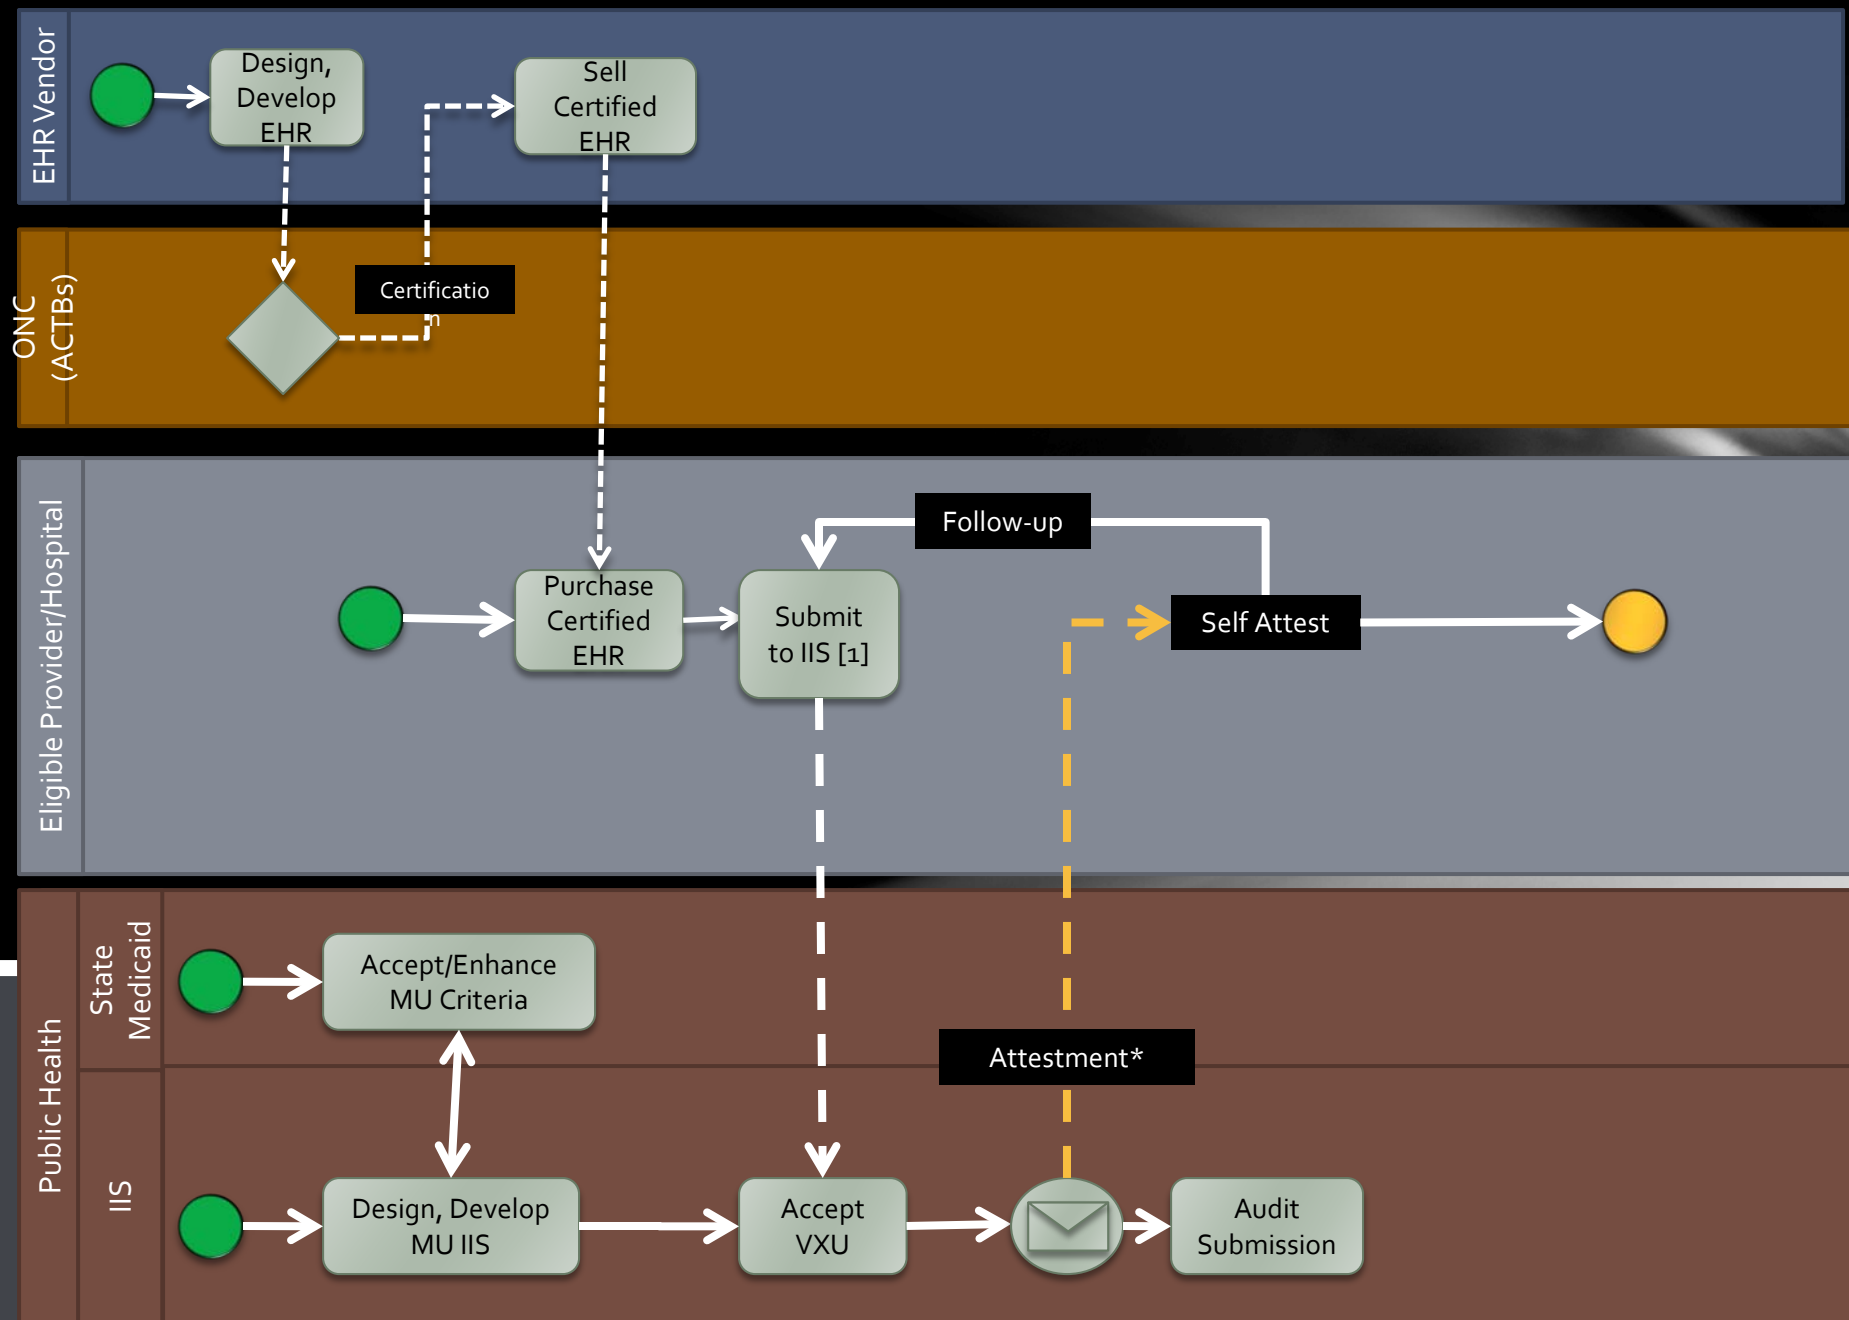 EHR Vendor
Design,
Develop
EHR
Sell
Certified
EHR
ONC
(ACTBs)
Certificatio
n
Eligible Provider/Hospital
Follow-up
Purchase
Certified
EHR
Submit
to IIS [1]
Self Attest
Public Health
State
Medicaid
Accept/Enhance
MU Criteria
Attestment*
IIS
Design, Develop
MU IIS
Accept
VXU
Audit
Submission